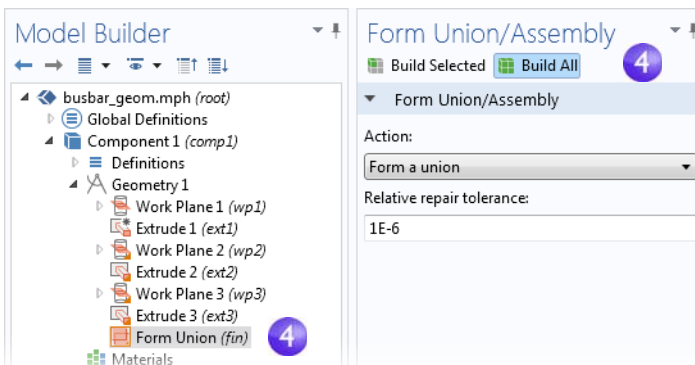 Model Builder
busbar_geom.mph (root)
Global Definitions
Component 1 (comp1)
Definitions
Geometry 1
Work Plane 1 (wp1)
Extrude 1 (ext1)
Work Plane 2 (wp2)
Extrude 2 (ext2)
Work Plane 3 (wp3)
Extrude 3 (ext3)
Form Union (fin) 4
Materials
Form Union/Assembly
Build Selected Build All 4
Form Union/Assembly
Action:
Form a union
Relative repair tolerance:
1E-6